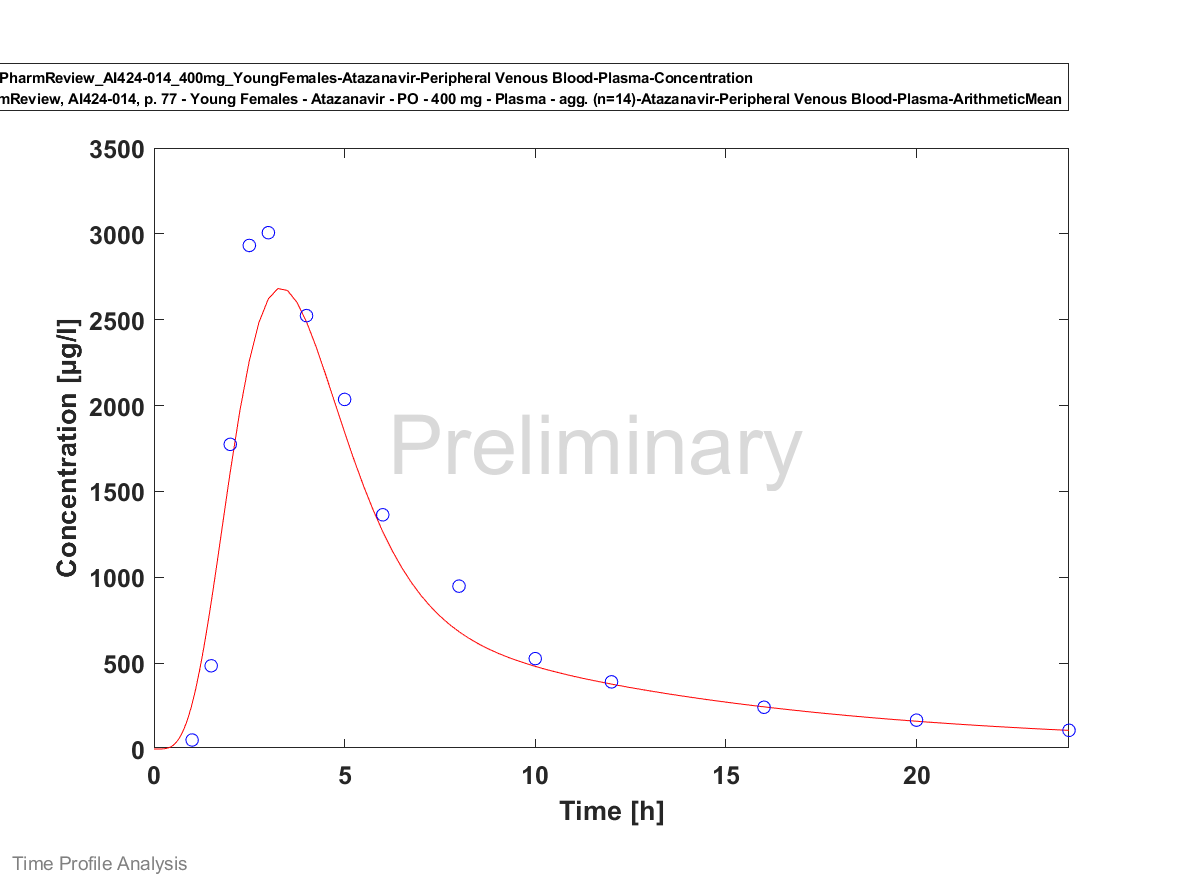 PharmReview_AI424-014_400mg_YoungFemales-Atazanavir-Peripheral Venous Blood-Plasma-Concentration
mReview, AI424-014, p. 77 - Young Females - Atazanavir - PO - 400 mg - Plasma - agg. (n=14)-Atazanavir-Peripheral Venous Blood-Plasma-ArithmeticMean
3500
3000
2500
2000
1500
1000
500
0
Concentration [µg/l]
Preliminary
0 5 10 15 20
Time [h]
Time Profile Analysis